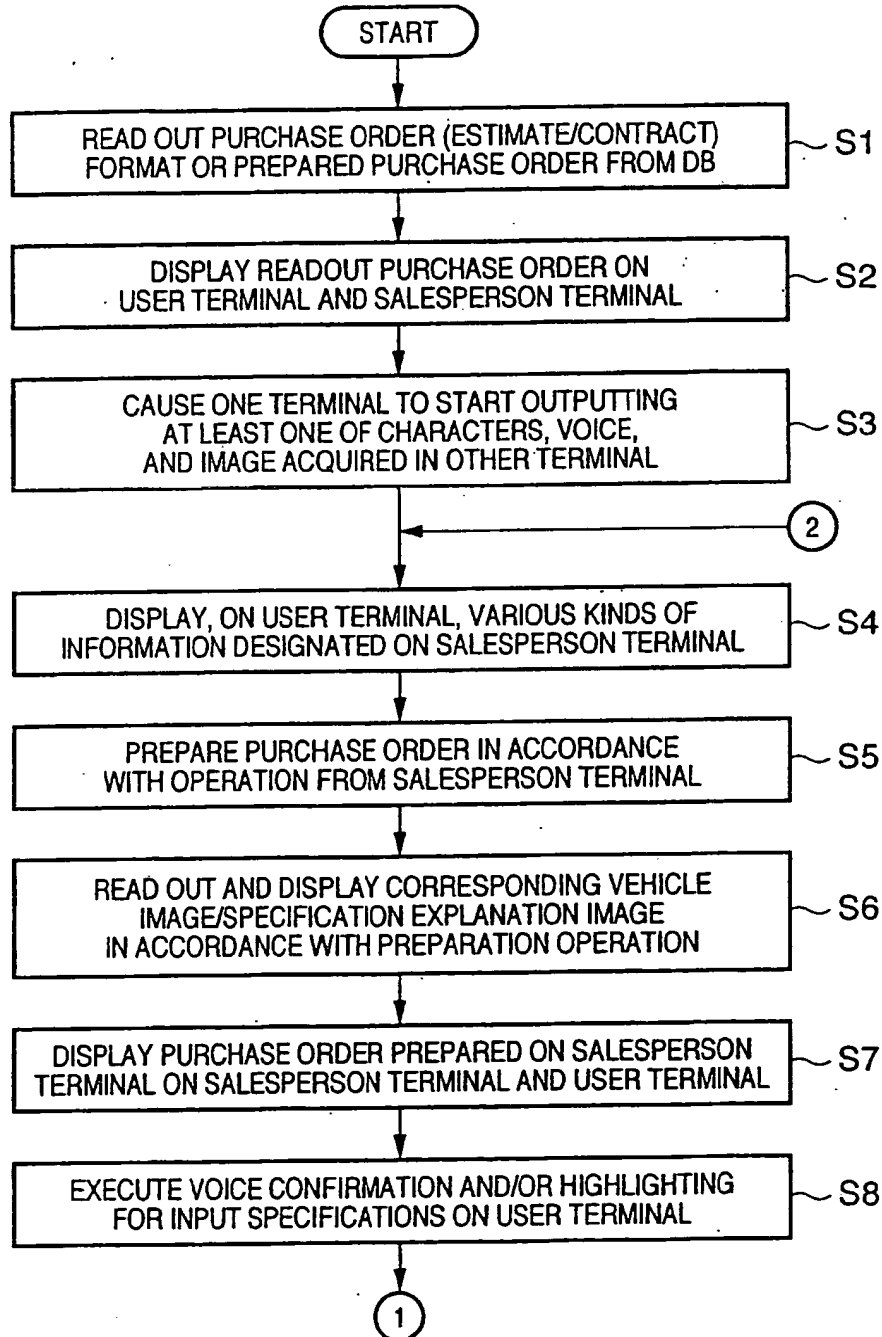 START
READ OUT PURCHASE ORDER (ESTIMATE/CONTRACT)
FORMAT OR PREPARED PURCHASE ORDER FROM DB
S1
DISPLAY READOUT PURCHASE ORDER ON
USER TERMINAL AND SALESPERSON TERMINAL
S2
CAUSE ONE TERMINAL TO START OUTPUTTING
AT LEAST ONE OF CHARACTERS, VOICE,
AND IMAGE ACQUIRED IN OTHER TERMINAL
S3
2
DISPLAY, ON USER TERMINAL, VARIOUS KINDS OF
INFORMATION DESIGNATED ON SALESPERSON TERMINAL
S4
PREPARE PURCHASE ORDER IN ACCORDANCE
WITH OPERATION FROM SALESPERSON TERMINAL
S5
READ OUT AND DISPLAY CORRESPONDING VEHICLE
IMAGE/SPECIFICATION EXPLANATION IMAGE
IN ACCORDANCE WITH PREPARATION OPERATION
S6
DISPLAY PURCHASE ORDER PREPARED ON SALESPERSON
TERMINAL ON SALESPERSON TERMINAL AND USER TERMINAL
S7
EXECUTE VOICE CONFIRMATION AND/OR HIGHLIGHTING
FOR INPUT SPECIFICATIONS ON USER TERMINAL
S8
1